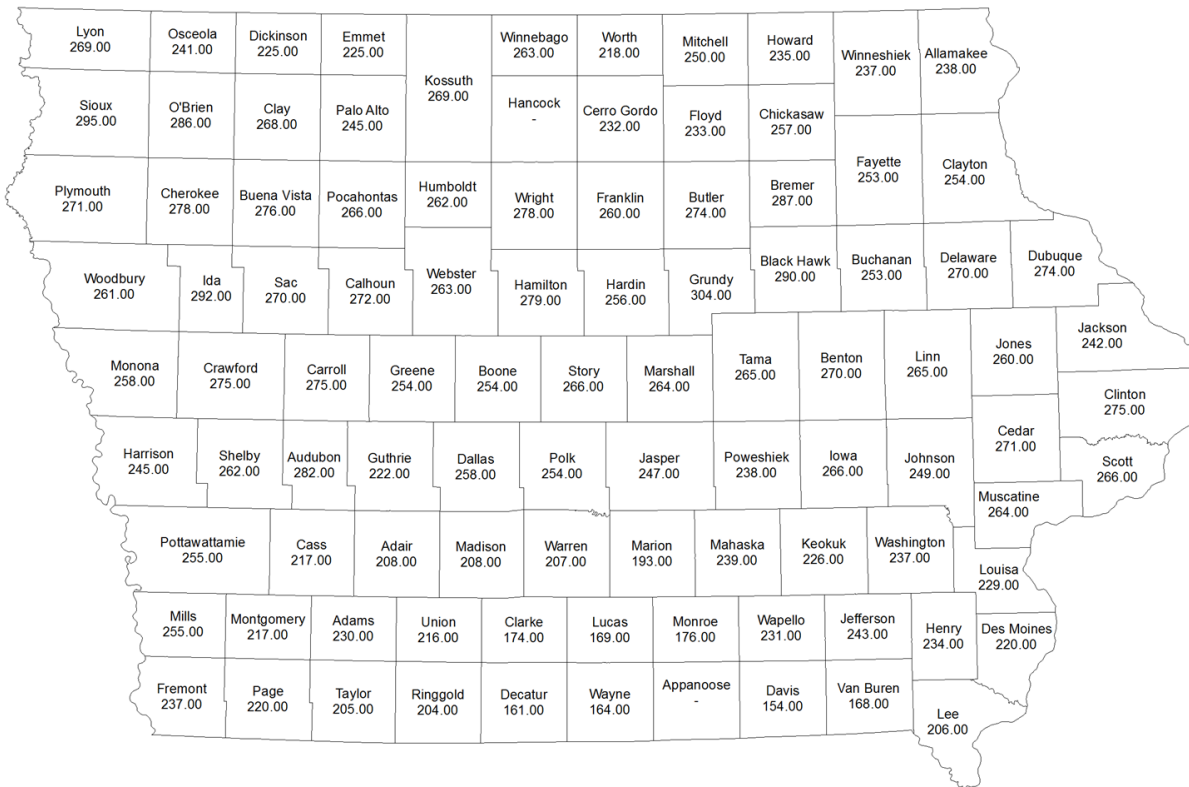 Lyon
269.00
Osceola
241.00
Dickinson
225.00
Emmet
225.00
Kossuth
269.00
Winnebago
263.00
Worth
218.00
Mitchell
250.00
Howard
235.00
Winneshiek
237.00
Allamakee
238.00
Sioux
295.00
O'Brien
286.00
Clay
268.00
Palo Alto
245.00
Hancock
-
Cerro Gordo
232.00
Floyd
233.00
Chickasaw
257.00
Fayette
253.00
Clayton
254.00
Plymouth
271.00
Cherokee
278.00
Buena Vista
276.00
Pocahontas
266.00
Humboldt
262.00
Wright
278.00
Franklin
260.00
Butler
274.00
Bremer
287.00
Woodbury
261.00
Ida
292.00
Sac
270.00
Calhoun
272.00
Webster
263.00
Hamilton
279.00
Hardin
256.00
Grundy
304.00
Black Hawk
290.00
Buchanan
253.00
Delaware
270.00
Dubuque
274.00
Monona
258.00
Crawford
275.00
Carroll
275.00
Greene
254.00
Boone
254.00
Story
266.00
Marshall
264.00
Tama
265.00
Benton
270.00
Linn
265.00
Jones
260.00
Jackson
242.00
Clinton
275.00
Harrison
245.00
Shelby
262.00
Audubon
282.00
Guthrie
222.00
Dallas
258.00
Polk
254.00
Jasper
247.00
Poweshiek
238.00
Iowa
266.00
Johnson
249.00
Cedar
271.00
Scott
266.00
Muscatine
264.00
Pottawattamie
255.00
Cass
217.00
Adair
208.00
Madison
208.00
Warren
207.00
Marion
193.00
Mahaska
239.00
Keokuk
226.00
Washington
237.00
Louisa
229.00
Mills
255.00
Montgomery
217.00
Adams
230.00
Union
216.00
Clarke
174.00
Lucas
169.00
Monroe
176.00
Wapello
231.00
Jefferson
243.00
Henry
234.00
Des Moines
220.00
Fremont
237.00
Page
220.00
Taylor
205.00
Ringgold
204.00
Decatur
161.00
Wayne
164.00
Appanoose
-
Davis
154.00
Van Buren
168.00
Lee
206.00